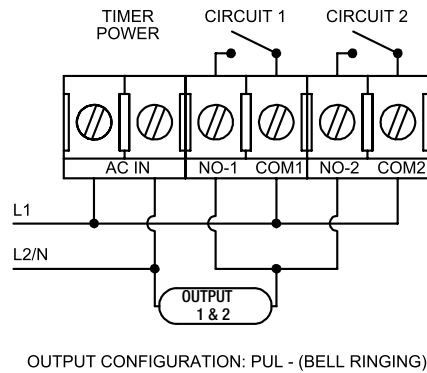 TIMER
POWER
CIRCUIT 1
CIRCUIT 2
AC IN
NO-1
COM1
NO-2
COM2
L1
L2/N
OUTPUT
1 & 2
OUTPUT CONFIGURATION: PUL - (BELL RINGING)